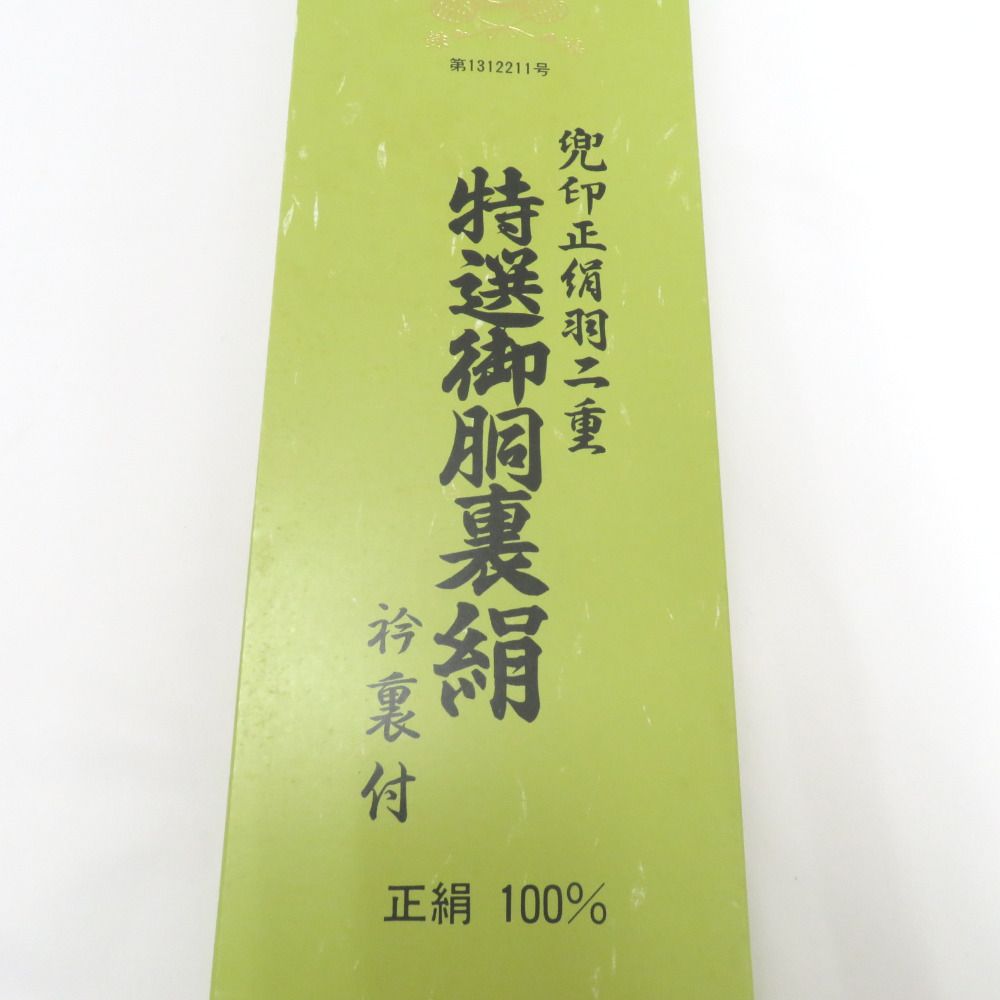 第1312211号
兜印正絹羽二重
特選御胴裏絹
衿裏付
正絹 100%